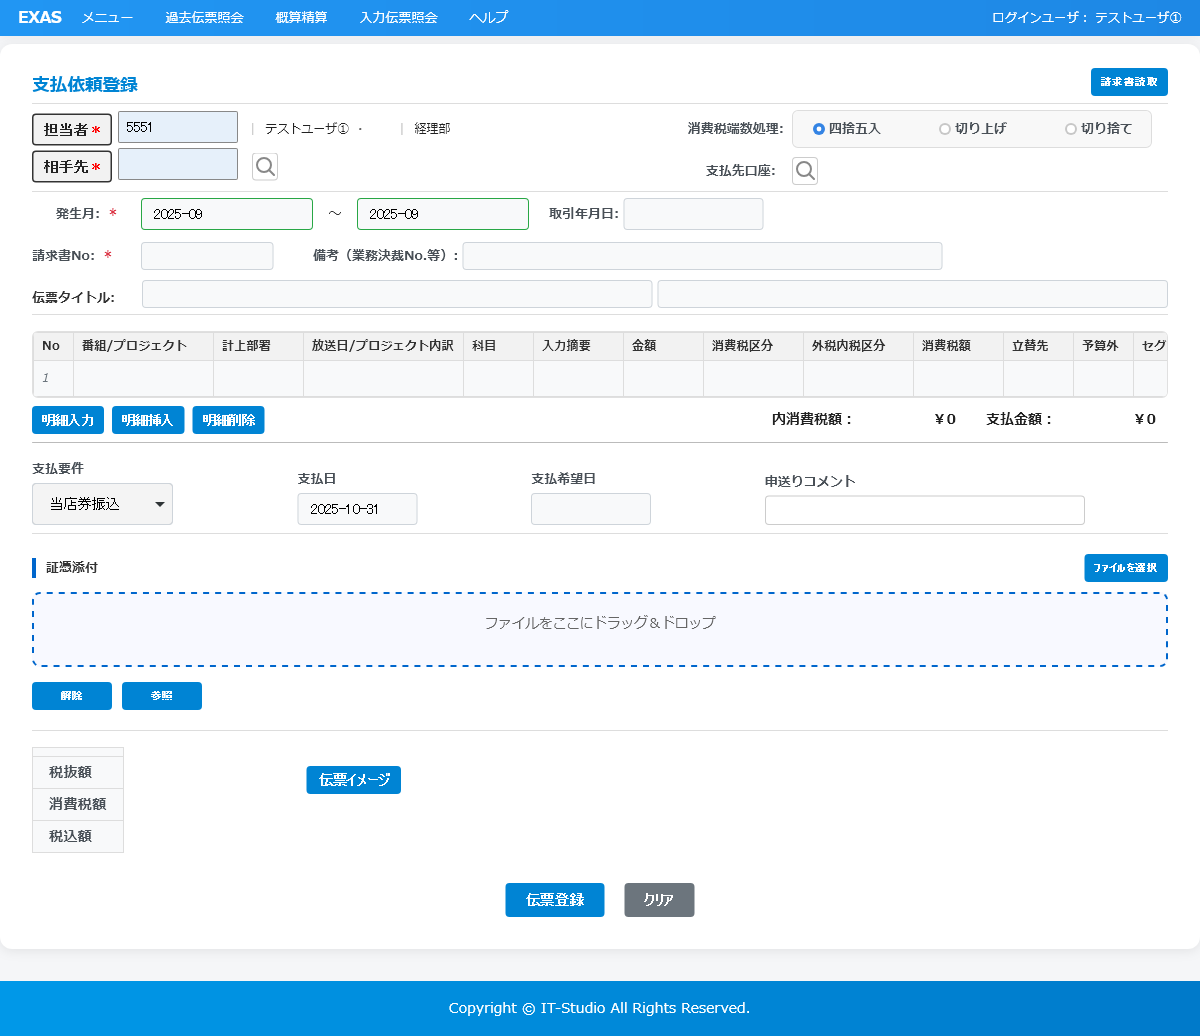 EXAS メニュー 過去伝票照会 概算精算 入力伝票照会 ヘルプ ログインユーザ： テストユーザ①
支払依頼登録 請求書読取
担当者* 5551 | テストユーザ① ・ | 経理部 消費税端数処理: 四捨五入 切り上げ 切り捨て
相手先* 支払先口座:
発生月: * 2025-09 ～ 2025-09 取引年月日:
請求書No: * 備考（業務決裁No.等）:
伝票タイトル:
No 番組/プロジェクト 計上部署 放送日/プロジェクト内訳 科目 入力摘要 金額 消費税区分 外税内税区分 消費税額 立替先 予算外 セグ
1
明細入力 明細挿入 明細削除 内消費税額： ￥0 支払金額： ￥0
支払要件 支払日 支払希望日 申送りコメント
当店券振込 2025-10-31
証憑添付 ファイルを選択
ファイルをここにドラッグ＆ドロップ
解除 参照
税抜額 伝票イメージ
消費税額
税込額
伝票登録 クリア
Copyright © IT-Studio All Rights Reserved.